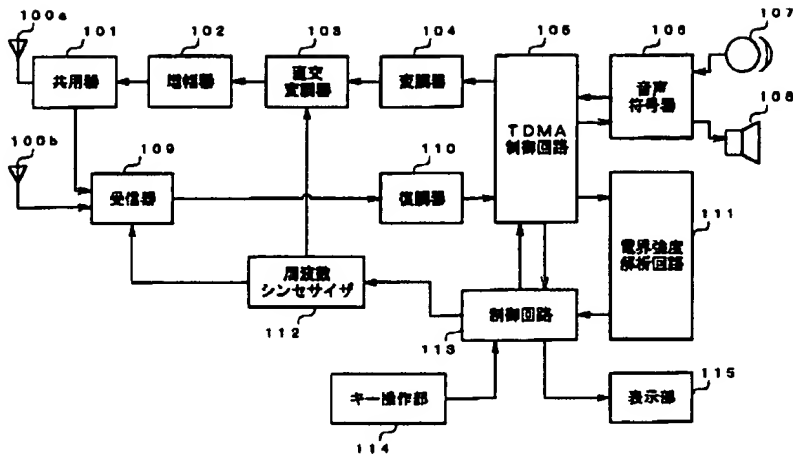 100a
101
102
103
104
105
106
107
共用器
増幅器
直交
変調器
変調器
TDMA
制御回路
音声
符号器
108
100b
109
110
受信器
復調器
111
電界強度
解析回路
周波数
シンセサイザ
112
制御回路
113
キー操作部
114
表示部
115